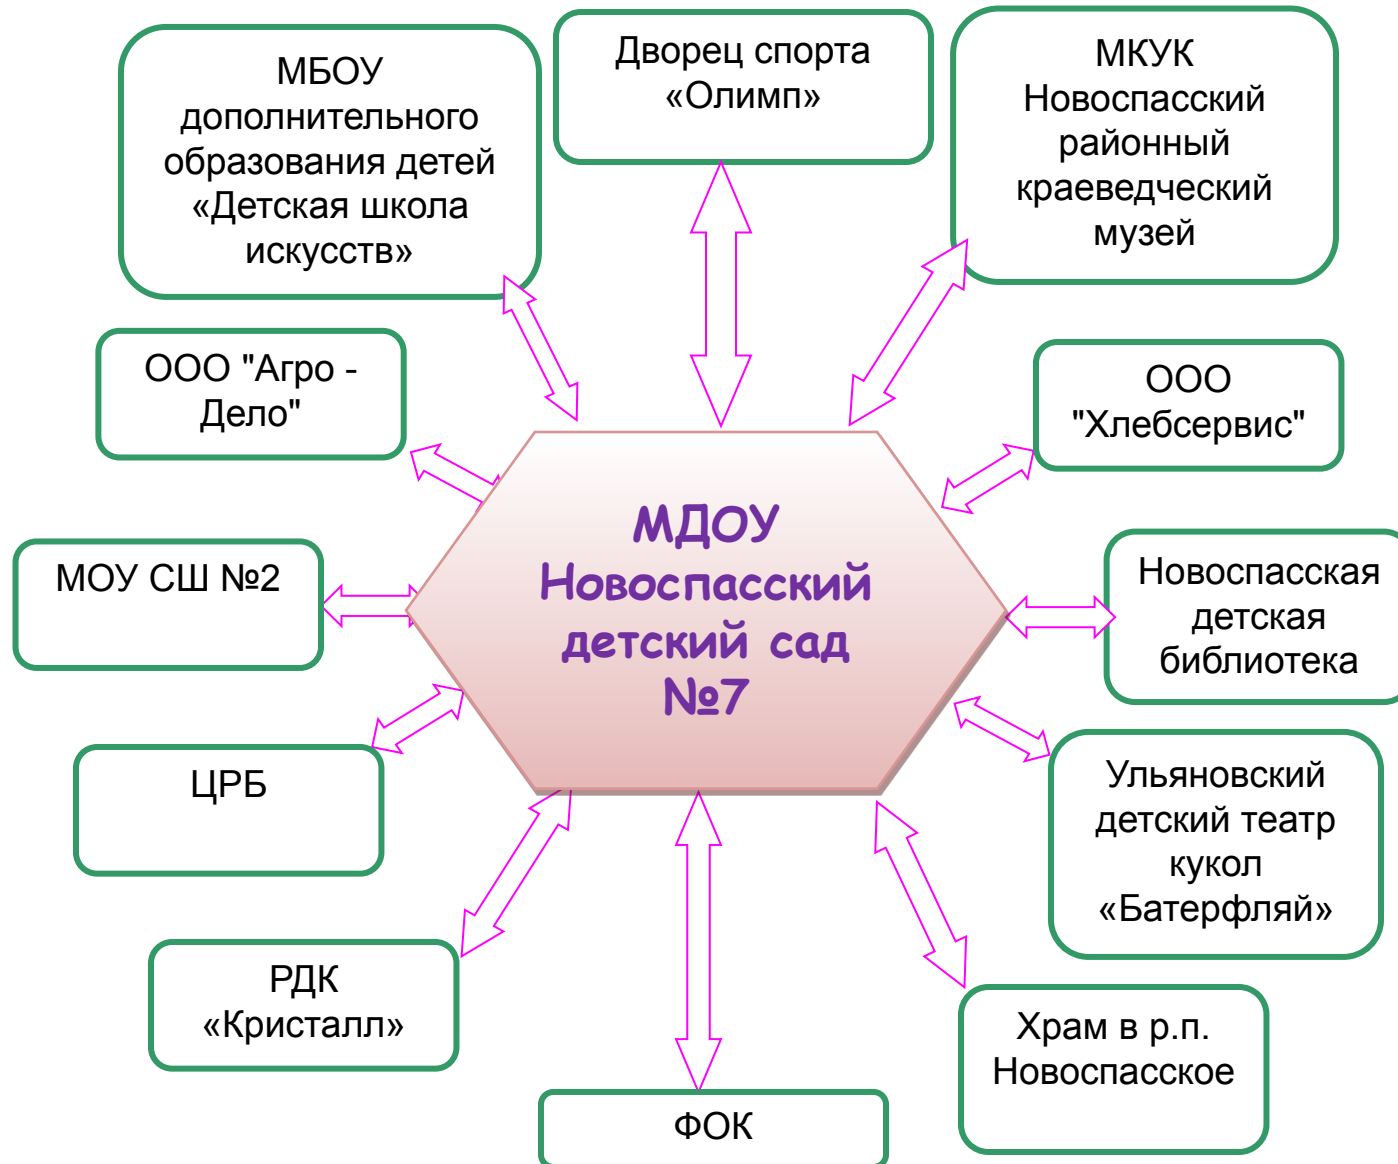 МБОУ
дополнительного
образования детей
«Детская школа
искусств»
Дворец спорта
«Олимп»
МКУК
Новоспасский
районный
краеведческий
музей
ООО "Агро -
Дело"
ООО
"Хлебсервис"
МДОУ
Новоспасский
детский сад
№7
МОУ СШ №2
Новоспасская
детская
библиотека
ЦРБ
Ульяновский
детский театр
кукол
«Батерфляй»
РДК
«Кристалл»
Храм в р.п.
Новоспасское
ФОК